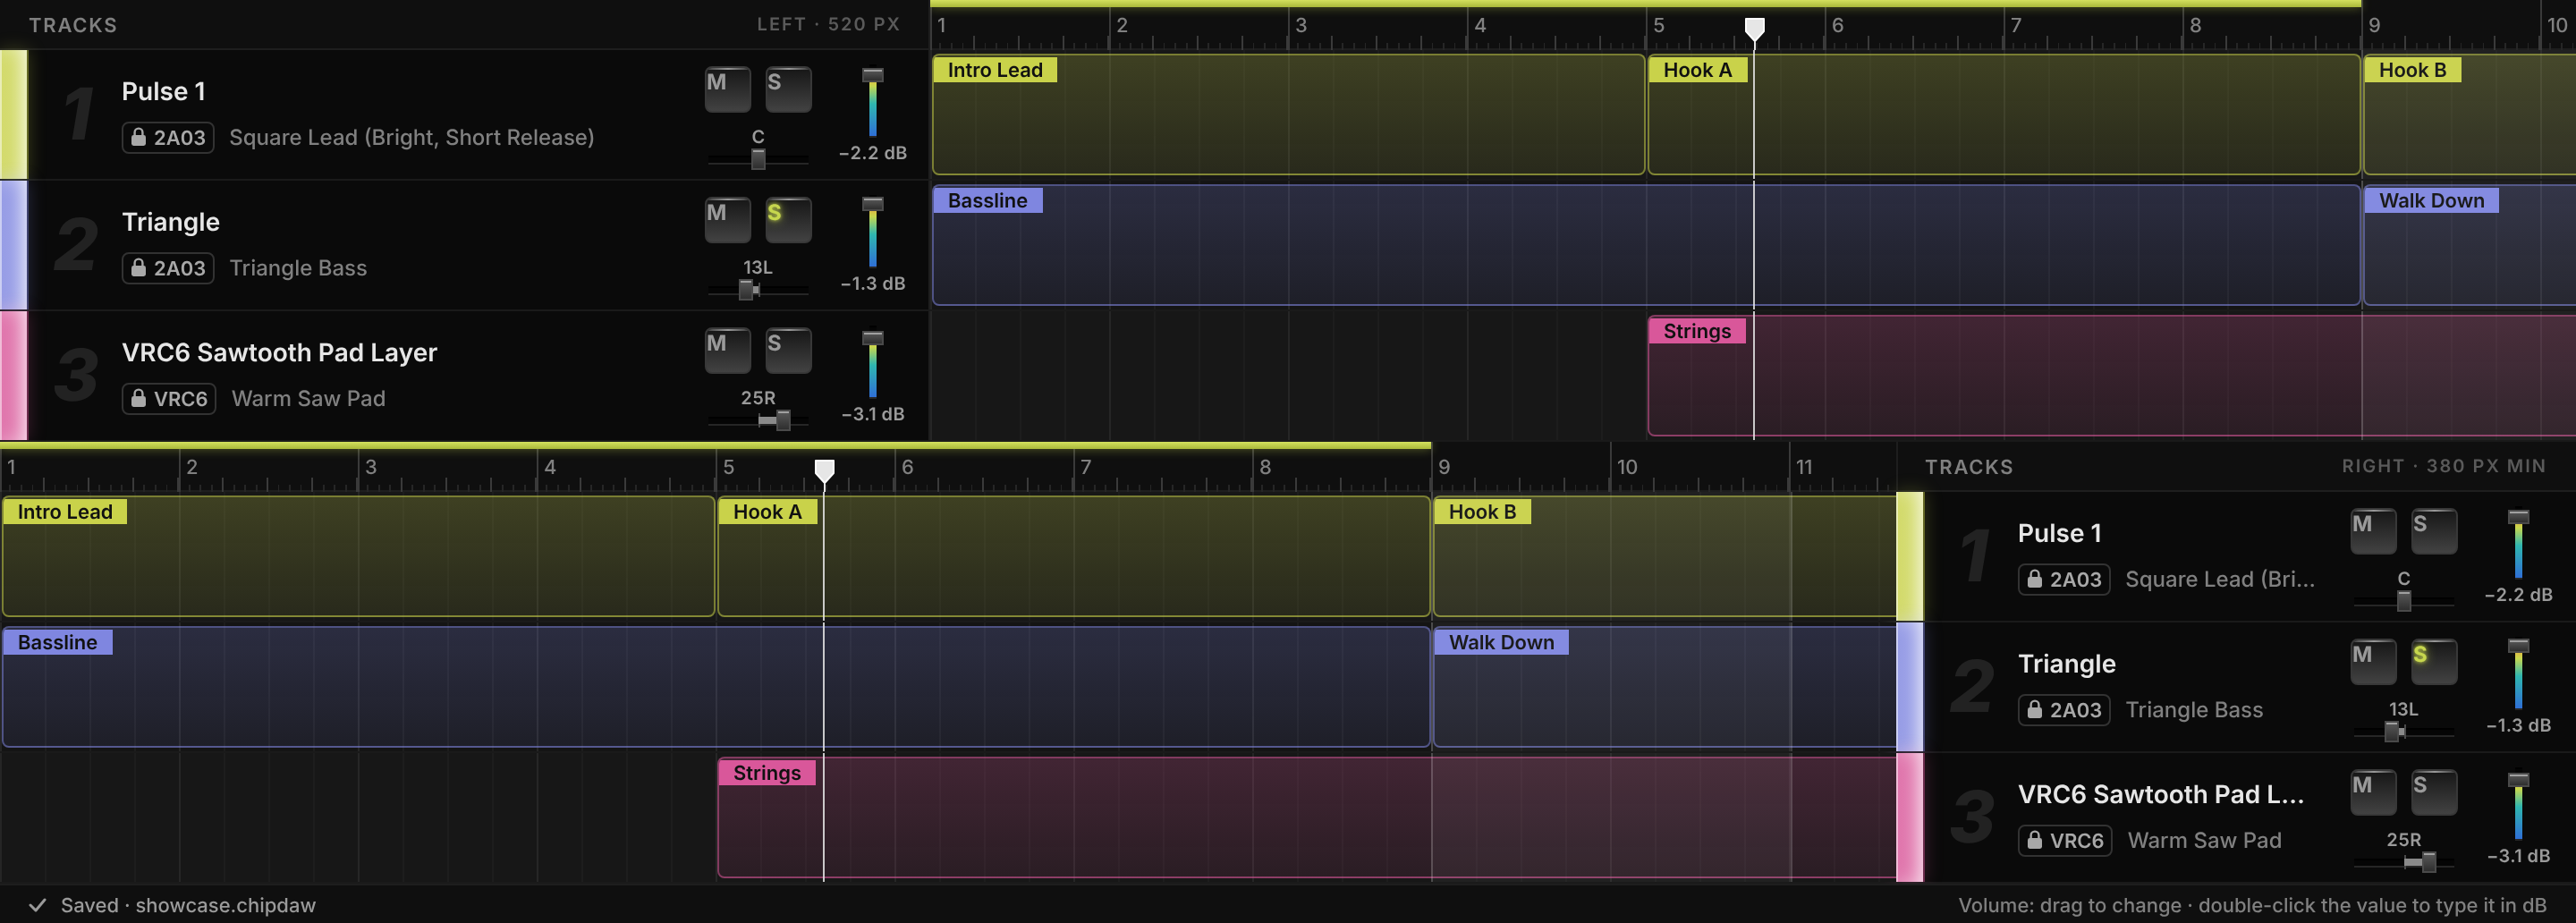 TRACKS LEFT · 520 PX
1 2 3 4 5 6 7 8 9 10
1
Pulse 1
2A03 Square Lead (Bright, Short Release)
M S
C
−2.2 dB
Intro Lead
Hook A
Hook B
2
Triangle
2A03 Triangle Bass
M S
13L
−1.3 dB
Bassline
Walk Down
3
VRC6 Sawtooth Pad Layer
VRC6 Warm Saw Pad
M S
25R
−3.1 dB
Strings
1 2 3 4 5 6 7 8 9 10 11
TRACKS RIGHT · 380 PX MIN
Intro Lead
Hook A
Hook B
1
Pulse 1
2A03 Square Lead (Bri...
M S
C
−2.2 dB
Bassline
Walk Down
2
Triangle
2A03 Triangle Bass
M S
13L
−1.3 dB
Strings
3
VRC6 Sawtooth Pad L...
VRC6 Warm Saw Pad
M S
25R
−3.1 dB
Saved · showcase.chipdaw
Volume: drag to change · double-click the value to type it in dB